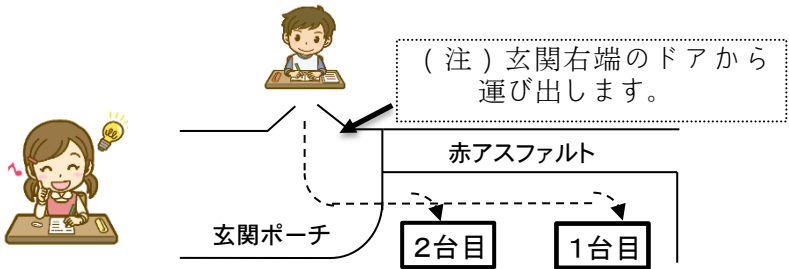 (注)玄関右端のドアから
運び出します。
赤アスファルト
玄関ポーチ
2台目
1台目